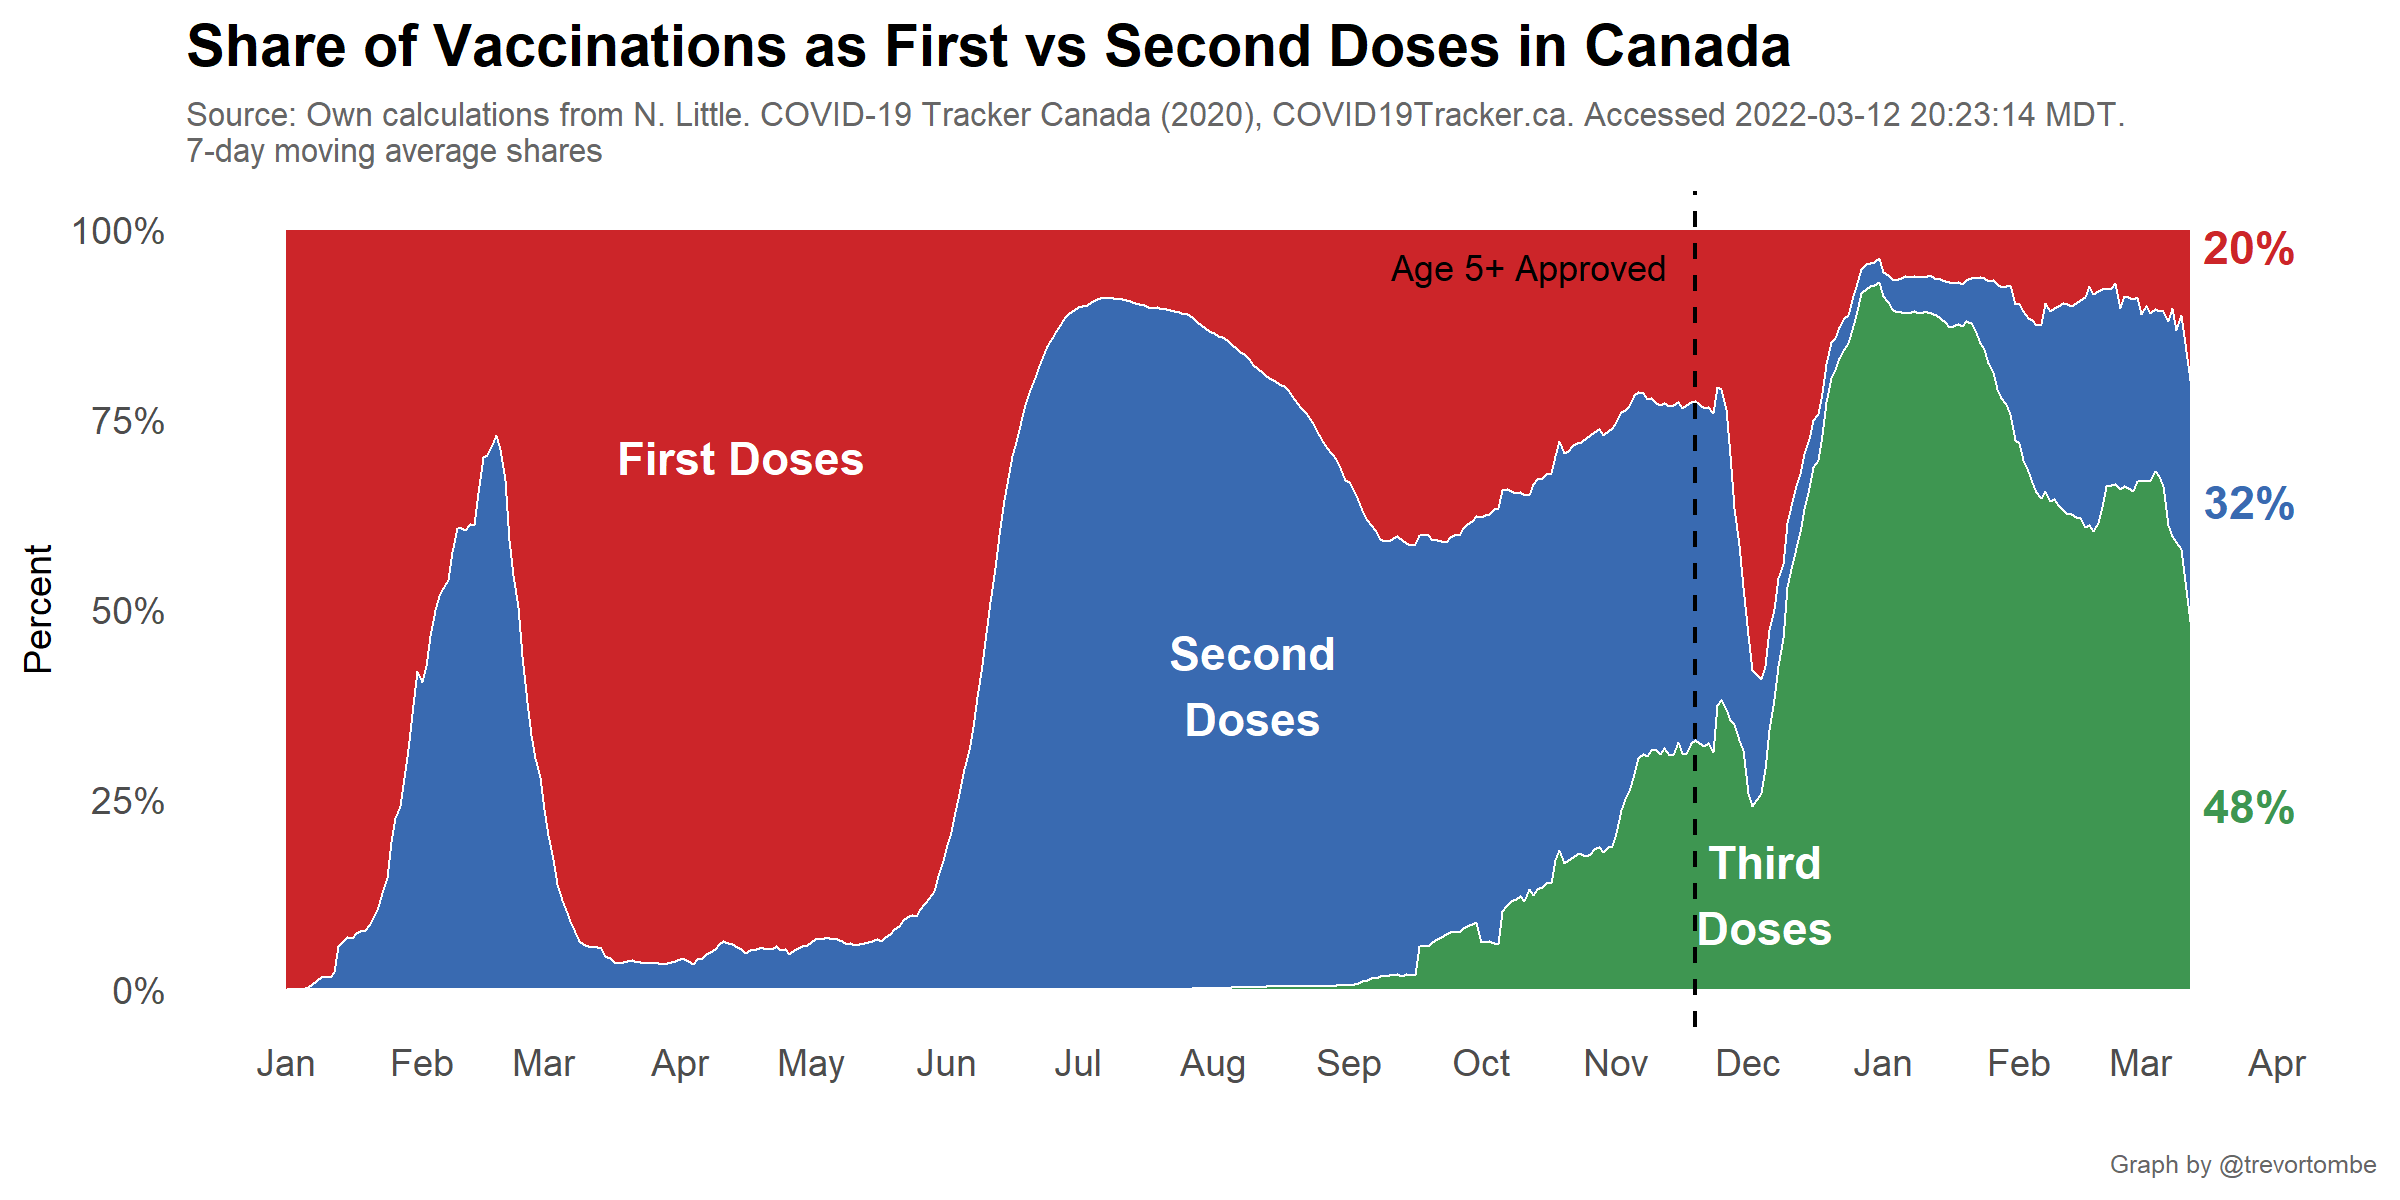 Share of Vaccinations as First vs Second Doses in Canada
Source: Own calculations from N. Little. COVID-19 Tracker Canada (2020), COVID19Tracker.ca. Accessed 2022-03-12 20:23:14 MDT.
7-day moving average shares
100%
75%
50%
25%
0%
Percent
Age 5+ Approved
First Doses
Second
Doses
Third
Doses
20%
32%
48%
Jan Feb Mar Apr May Jun Jul Aug Sep Oct Nov Dec Jan Feb Mar Apr
Graph by @trevortombe